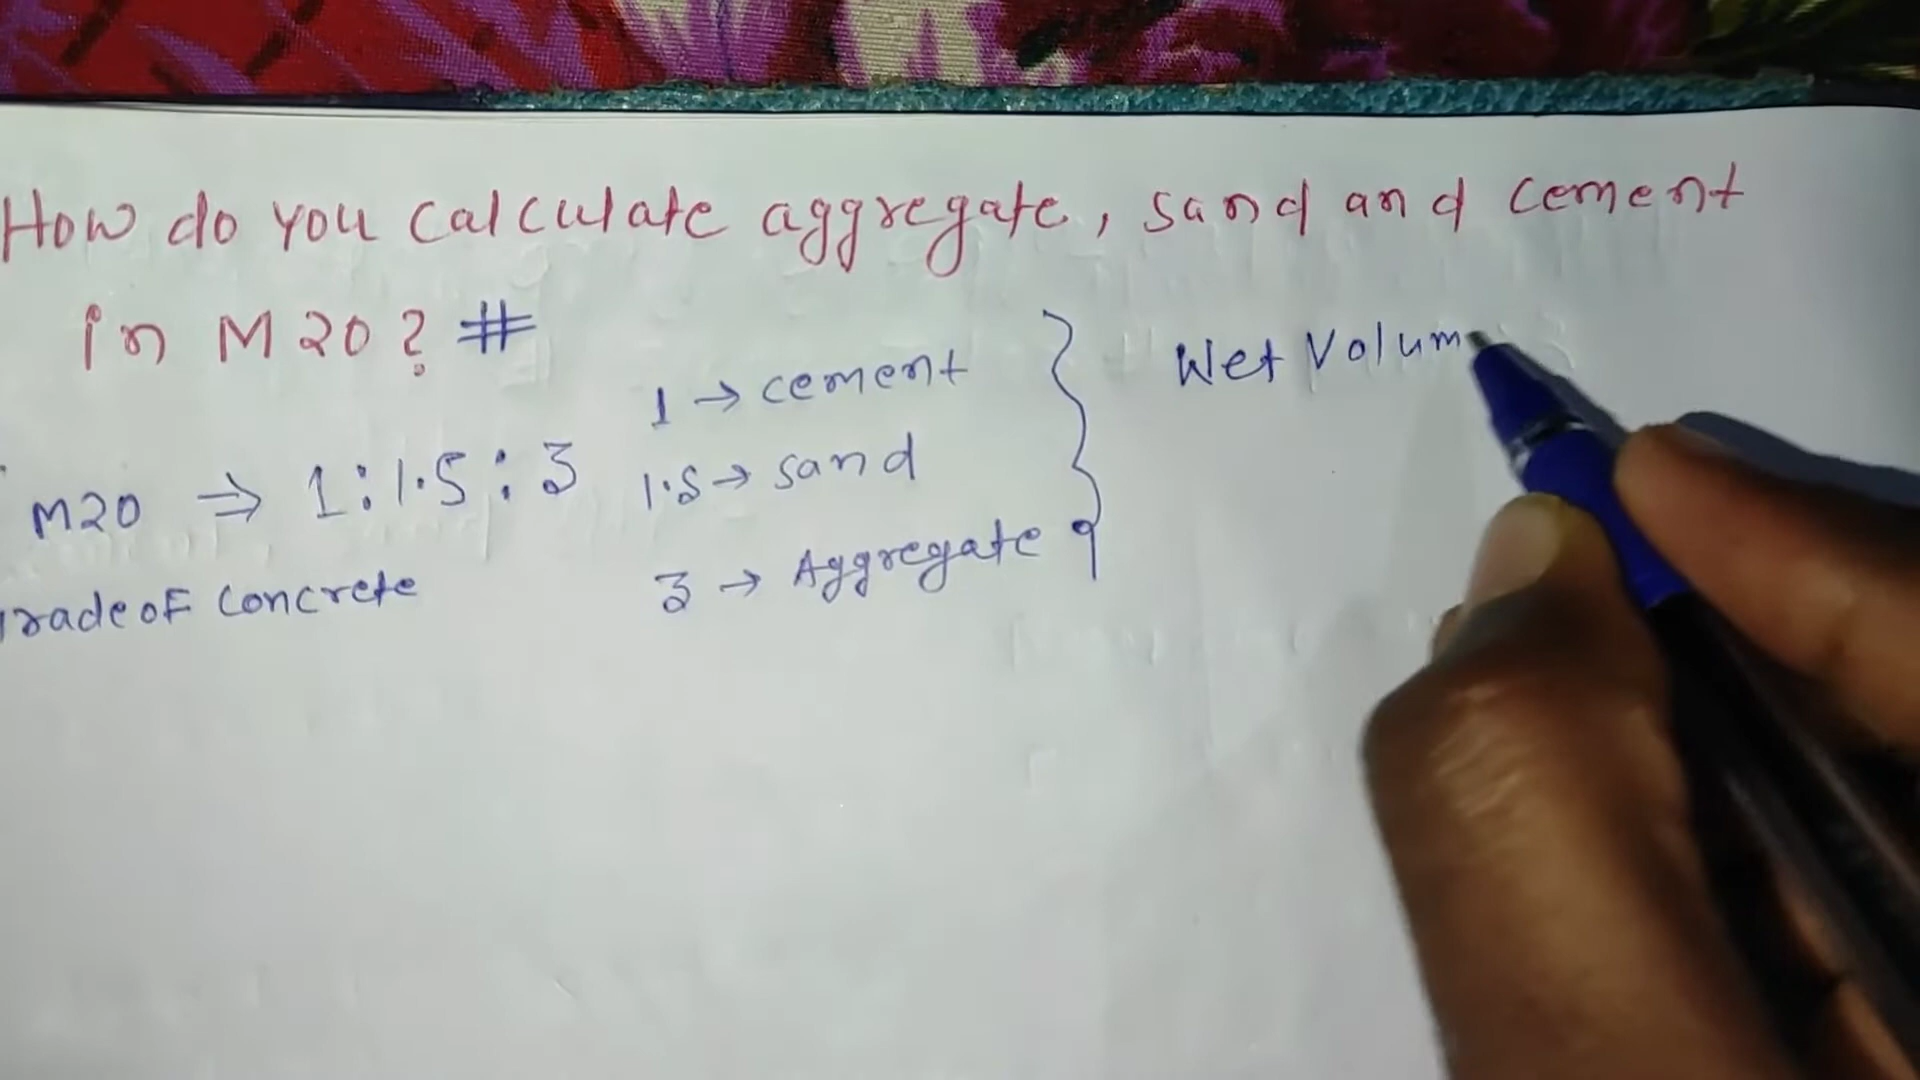 How do you calculate aggregate, sand and cement
in M20? #
M20 ⇒ 1:1.5:3
Grade of Concrete
1 → cement
1.5 → sand
3 → Aggregate
Wet Volum